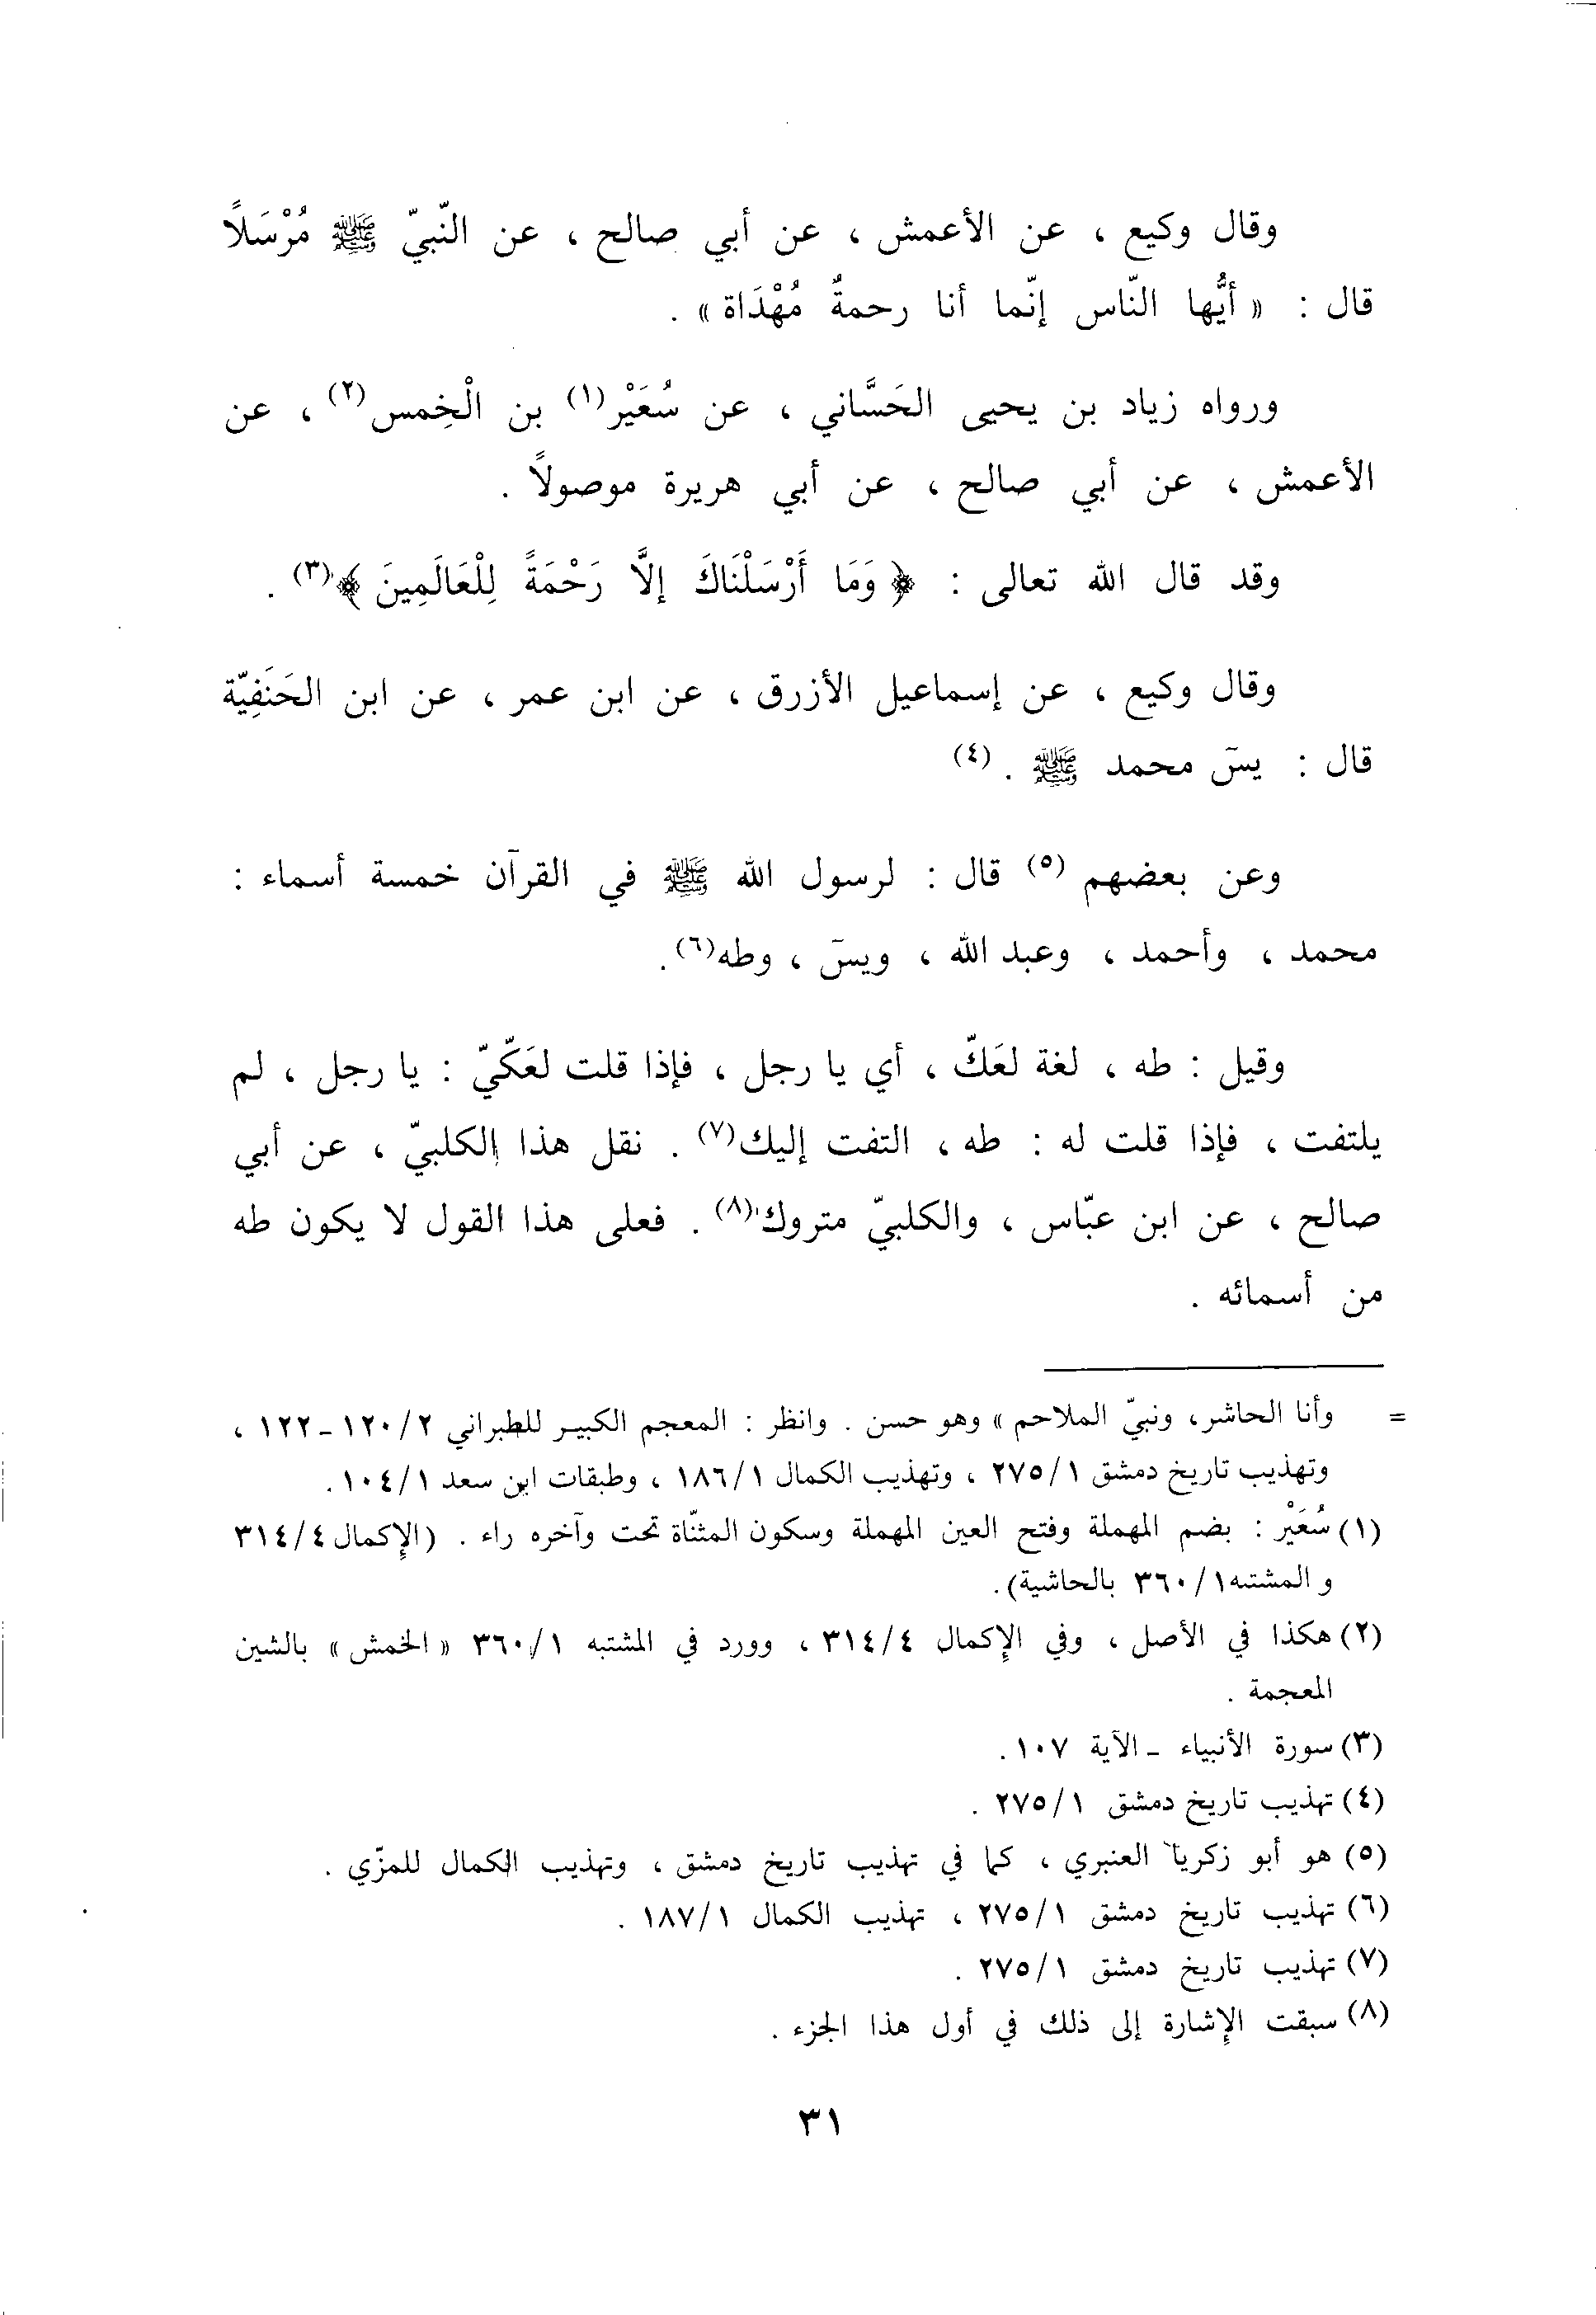 وقال وكيع ، عن الأعمش ، عن أبي صالح ، عن النّبيّ ﷺ مُرْسَلاً
قال : « أيُّها النّاس إنّما أنا رحمةٌ مُهْدَاة » .
ورواه زياد بن يحيى الحَسَّاني ، عن سُعَيْر(١) بن الْخِمس(٢) ، عن
الأعمش ، عن أبي صالح ، عن أبي هريرة موصولاً .
وقد قال الله تعالى : ﴿ وَمَا أَرْسَلْنَاكَ إلاَّ رَحْمَةً لِلْعَالَمِينَ ﴾(٣) .
وقال وكيع ، عن إسماعيل الأزرق ، عن ابن عمر ، عن ابن الحَنَفِيّة
قال : يسۤ محمد ﷺ . (٤)
وعن بعضهم (٥) قال : لرسول الله ﷺ في القرآن خمسة أسماء :
محمد ، وأحمد ، وعبد الله ، ويسۤ ، وطه(٦).
وقيل : طه ، لغة لعَكّ ، أي يا رجل ، فإذا قلت لعَكّيّ : يا رجل ، لم
يلتفت ، فإذا قلت له : طه ، التفت إليك(٧) . نقل هذا الكلبيّ ، عن أبي
صالح ، عن ابن عبّاس ، والكلبيّ متروك(٨) . فعلى هذا القول لا يكون طه
من أسمائه .
= وأنا الحاشر، ونبيّ الملاحم » وهو حسن . وانظر : المعجم الكبير للطبراني ٢/ ١٢٠ - ١٢٢ ،
وتهذيب تاريخ دمشق ١/ ٢٧٥ ، وتهذيب الكمال ١/ ١٨٦ ، وطبقات ابن سعد ١/ ١٠٤ .
(١) سُعَيْر : بضم المهملة وفتح العين المهملة وسكون المثنّاة تحت وآخره راء . (الإكمال ٤/ ٣١٤
و المشتبه ١/ ٣٦٠ بالحاشية).
(٢) هكذا في الأصل ، وفي الإكمال ٤/ ٣١٤ ، وورد في المشتبه ١/ ٣٦٠ « الخمش » بالشين
المعجمة .
(٣) سورة الأنبياء - الآية ١٠٧ .
(٤) تهذيب تاريخ دمشق ١/ ٢٧٥ .
(٥) هو أبو زكريا العنبري ، كما في تهذيب تاريخ دمشق ، وتهذيب الكمال للمزّي .
(٦) تهذيب تاريخ دمشق ١/ ٢٧٥ ، تهذيب الكمال ١/ ١٨٧ .
(٧) تهذيب تاريخ دمشق ١/ ٢٧٥ .
(٨) سبقت الإشارة إلى ذلك في أول هذا الجزء .
٣١